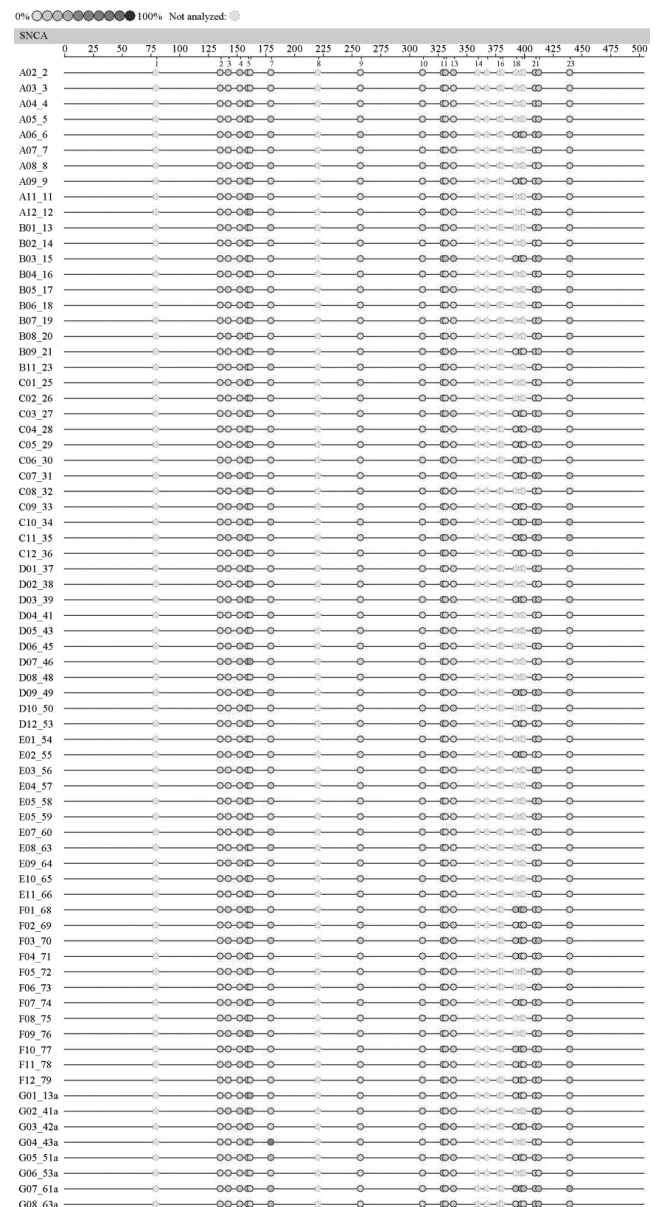 0% 100% Not analyzed:
SNCA
0 25 50 75 100 125 150 175 200 225 250 275 300 325 350 375 400 425 450 475 500
1 2 3 4 5 7 8 9 10 11 13 14 16 18 21 23
A02_2
A03_3
A04_4
A05_5
A06_6
A07_7
A08_8
A09_9
A11_11
A12_12
B01_13
B02_14
B03_15
B04_16
B05_17
B06_18
B07_19
B08_20
B09_21
B11_23
C01_25
C02_26
C03_27
C04_28
C05_29
C06_30
C07_31
C08_32
C09_33
C10_34
C11_35
C12_36
D01_37
D02_38
D03_39
D04_41
D05_43
D06_45
D07_46
D08_48
D09_49
D10_50
D12_53
E01_54
E02_55
E03_56
E04_57
E05_58
E05_59
E07_60
E08_63
E09_64
E10_65
E11_66
F01_68
F02_69
F03_70
F04_71
F05_72
F06_73
F07_74
F08_75
F09_76
F10_77
F11_78
F12_79
G01_13a
G02_41a
G03_42a
G04_43a
G05_51a
G06_53a
G07_61a
G08_63a